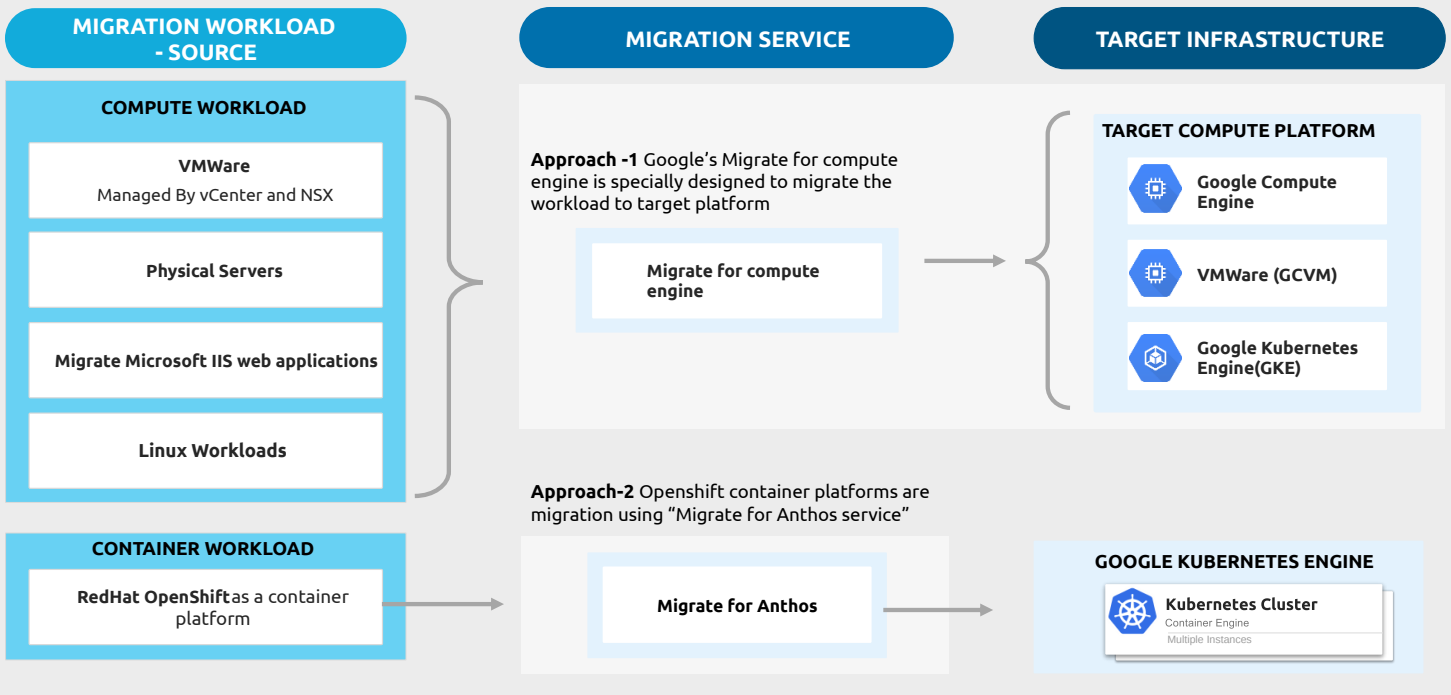 MIGRATION WORKLOAD
- SOURCE
MIGRATION SERVICE
TARGET INFRASTRUCTURE
COMPUTE WORKLOAD
VMWare
Managed By vCenter and NSX
Physical Servers
Migrate Microsoft IIS web applications
Linux Workloads
Approach -1 Google’s Migrate for compute
engine is specially designed to migrate the
workload to target platform
Migrate for compute
engine
TARGET COMPUTE PLATFORM
Google Compute
Engine
VMWare (GCVM)
Google Kubernetes
Engine(GKE)
CONTAINER WORKLOAD
RedHat OpenShift as a container
platform
Approach-2 Openshift container platforms are
migration using “Migrate for Anthos service”
Migrate for Anthos
GOOGLE KUBERNETES ENGINE
Kubernetes Cluster
Container Engine
Multiple Instances